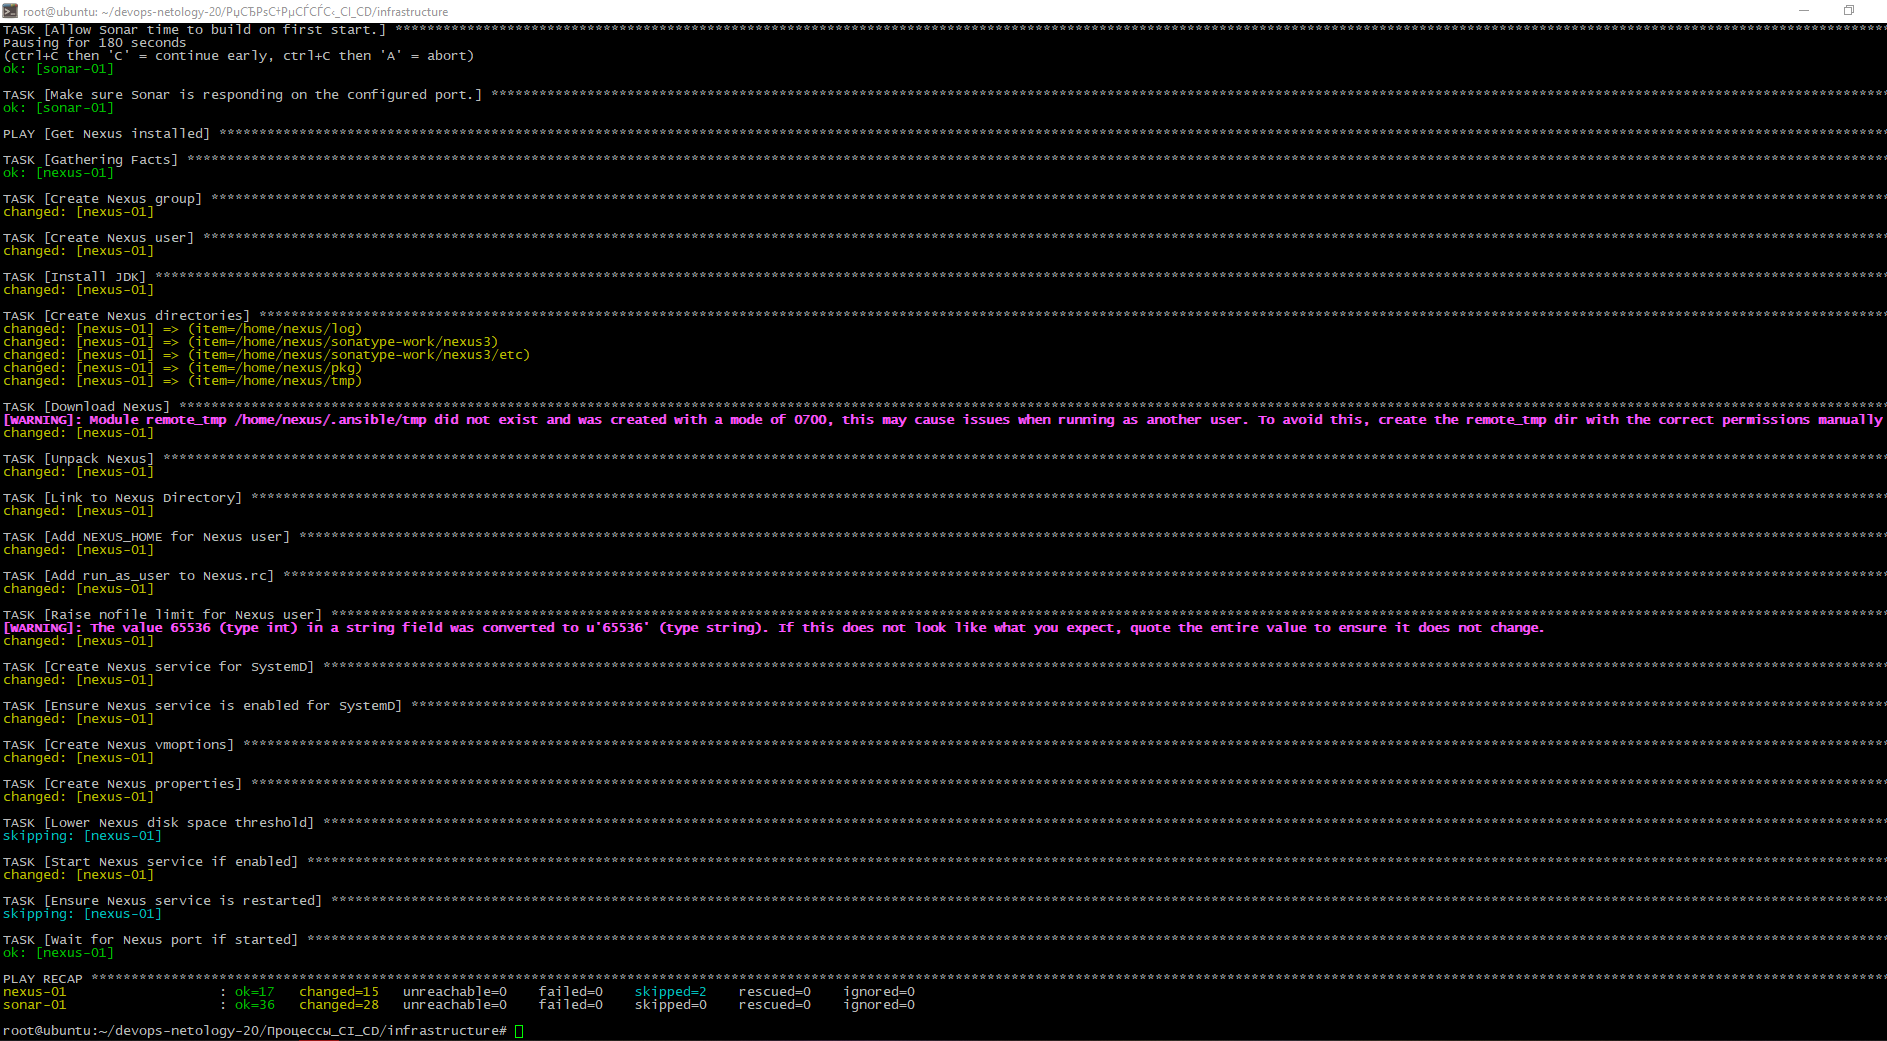 root@ubuntu: ~/devops-netology-20/РџСЂРѕС†РµСЃСЃС‹_CI_CD/infrastructure
TASK [Allow Sonar time to build on first start.] ****************************************************************************************************************************************************************************************
Pausing for 180 seconds
(ctrl+C then 'C' = continue early, ctrl+C then 'A' = abort)
ok: [sonar-01]
TASK [Make sure Sonar is responding on the configured port.] ****************************************************************************************************************************************************************************
ok: [sonar-01]
PLAY [Get Nexus installed] **************************************************************************************************************************************************************************************************************
TASK [Gathering Facts] ******************************************************************************************************************************************************************************************************************
ok: [nexus-01]
TASK [Create Nexus group] ***************************************************************************************************************************************************************************************************************
changed: [nexus-01]
TASK [Create Nexus user] ****************************************************************************************************************************************************************************************************************
changed: [nexus-01]
TASK [Install JDK] **********************************************************************************************************************************************************************************************************************
changed: [nexus-01]
TASK [Create Nexus directories] *********************************************************************************************************************************************************************************************************
changed: [nexus-01] => (item=/home/nexus/log)
changed: [nexus-01] => (item=/home/nexus/sonatype-work/nexus3)
changed: [nexus-01] => (item=/home/nexus/sonatype-work/nexus3/etc)
changed: [nexus-01] => (item=/home/nexus/pkg)
changed: [nexus-01] => (item=/home/nexus/tmp)
TASK [Download Nexus] *******************************************************************************************************************************************************************************************************************
[WARNING]: Module remote_tmp /home/nexus/.ansible/tmp did not exist and was created with a mode of 0700, this may cause issues when running as another user. To avoid this, create the remote_tmp dir with the correct permissions manually
changed: [nexus-01]
TASK [Unpack Nexus] *********************************************************************************************************************************************************************************************************************
changed: [nexus-01]
TASK [Link to Nexus Directory] **********************************************************************************************************************************************************************************************************
changed: [nexus-01]
TASK [Add NEXUS_HOME for Nexus user] ****************************************************************************************************************************************************************************************************
changed: [nexus-01]
TASK [Add run_as_user to Nexus.rc] ******************************************************************************************************************************************************************************************************
changed: [nexus-01]
TASK [Raise nofile limit for Nexus user] ************************************************************************************************************************************************************************************************
[WARNING]: The value 65536 (type int) in a string field was converted to u'65536' (type string). If this does not look like what you expect, quote the entire value to ensure it does not change.
changed: [nexus-01]
TASK [Create Nexus service for SystemD] *************************************************************************************************************************************************************************************************
changed: [nexus-01]
TASK [Ensure Nexus service is enabled for SystemD] **************************************************************************************************************************************************************************************
changed: [nexus-01]
TASK [Create Nexus vmoptions] ***********************************************************************************************************************************************************************************************************
changed: [nexus-01]
TASK [Create Nexus properties] **********************************************************************************************************************************************************************************************************
changed: [nexus-01]
TASK [Lower Nexus disk space threshold] *************************************************************************************************************************************************************************************************
skipping: [nexus-01]
TASK [Start Nexus service if enabled] ***************************************************************************************************************************************************************************************************
changed: [nexus-01]
TASK [Ensure Nexus service is restarted] ************************************************************************************************************************************************************************************************
skipping: [nexus-01]
TASK [Wait for Nexus port if started] ***************************************************************************************************************************************************************************************************
ok: [nexus-01]
PLAY RECAP ******************************************************************************************************************************************************************************************************************************
nexus-01                   : ok=17   changed=15   unreachable=0    failed=0    skipped=2    rescued=0    ignored=0
sonar-01                   : ok=36   changed=28   unreachable=0    failed=0    skipped=0    rescued=0    ignored=0
root@ubuntu:~/devops-netology-20/Процессы_CI_CD/infrastructure#